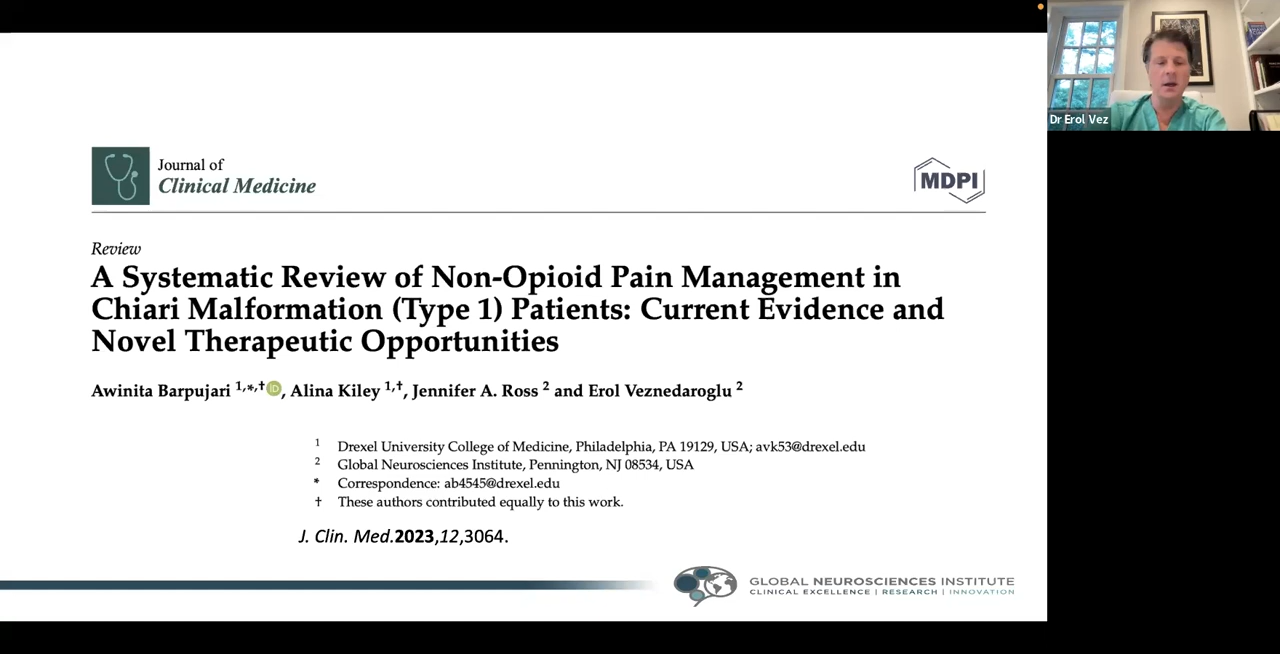 Dr Erol Vez
Journal of
Clinical Medicine
MDPI
Review
A Systematic Review of Non-Opioid Pain Management in
Chiari Malformation (Type 1) Patients: Current Evidence and
Novel Therapeutic Opportunities
Awinita Barpujari 1,*,† iD, Alina Kiley 1,†, Jennifer A. Ross 2 and Erol Veznedaroglu 2
1 Drexel University College of Medicine, Philadelphia, PA 19129, USA; avk53@drexel.edu
2 Global Neurosciences Institute, Pennington, NJ 08534, USA
* Correspondence: ab4545@drexel.edu
† These authors contributed equally to this work.
J. Clin. Med.2023,12,3064.
GLOBAL NEUROSCIENCES INSTITUTE
CLINICAL EXCELLENCE | RESEARCH | INNOVATION